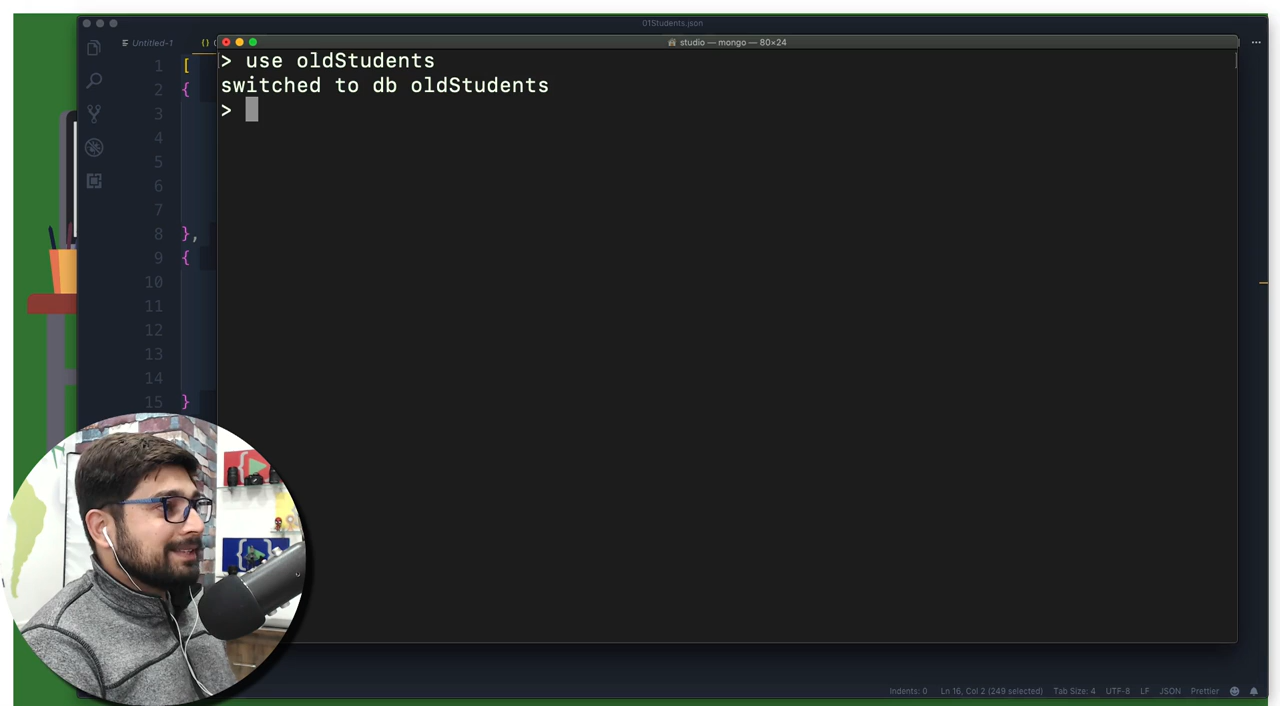 01Students.json
Untitled-1
studio — mongo — 80×24
> use oldStudents
switched to db oldStudents
>
1 [
2 {
3
4
5
6
7
8 },
9 {
10
11
12
13
14
15 }
Indents: 0 Ln 16, Col 2 (249 selected) Tab Size: 4 UTF-8 LF JSON Prettier